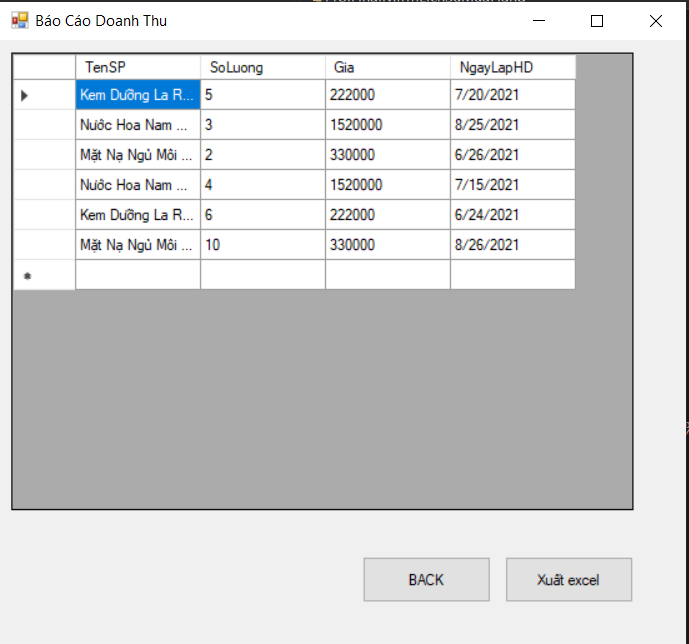 Báo Cáo Doanh Thu
TenSP SoLuong Gia NgayLapHD
Kem Dưỡng La R... 5 222000 7/20/2021
Nước Hoa Nam ... 3 1520000 8/25/2021
Mặt Nạ Ngủ Môi ... 2 330000 6/26/2021
Nước Hoa Nam ... 4 1520000 7/15/2021
Kem Dưỡng La R... 6 222000 6/24/2021
Mặt Nạ Ngủ Môi ... 10 330000 8/26/2021
BACK Xuất excel